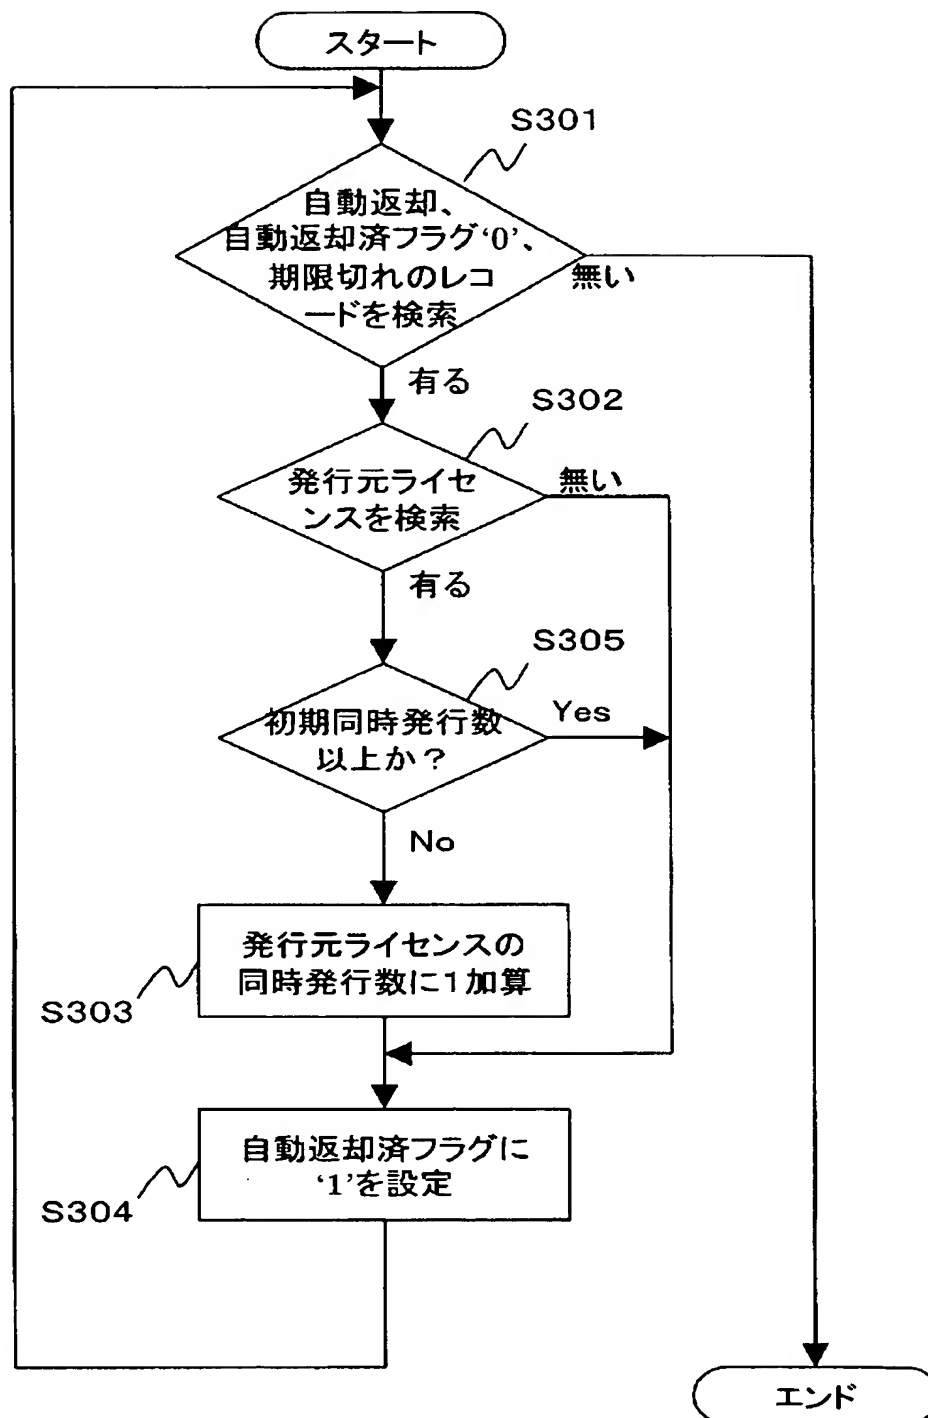 スタート
S301
自動返却、
自動返却済フラグ‘0’、
期限切れのレコ
ードを検索
無い
有る
S302
発行元ライセ
ンスを検索
無い
有る
S305
初期同時発行数
以上か？
Yes
No
発行元ライセンスの
同時発行数に1加算
S303
自動返却済フラグに
‘1’を設定
S304
エンド